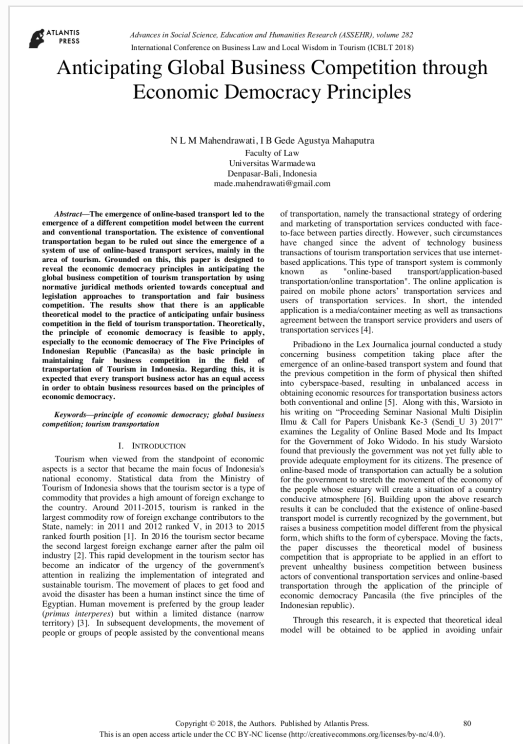 ATLANTIS
PRESS
Advances in Social Science, Education and Humanities Research (ASSEHR), volume 282
International Conference on Business Law and Local Wisdom in Tourism (ICBLT 2018)
Anticipating Global Business Competition through
Economic Democracy Principles
N L M Mahendrawati, I B Gede Agustya Mahaputra
Faculty of Law
Universitas Warmadewa
Denpasar-Bali, Indonesia
made.mahendrawati@gmail.com
Abstract—The emergence of online-based transport led to the
emergence of a different competition model between the current
and conventional transportation. The existence of conventional
transportation began to be ruled out since the emergence of a
system of use of online-based transport services, mainly in the
area of tourism. Grounded on this, this paper is designed to
reveal the economic democracy principles in anticipating the
global business competition of tourism transportation by using
normative juridical methods oriented towards conceptual and
legislation approaches to transportation and fair business
competition. The results show that there is an applicable
theoretical model to the practice of anticipating unfair business
competition in the field of tourism transportation. Theoretically,
the principle of economic democracy is feasible to apply,
especially to the economic democracy of The Five Principles of
Indonesian Republic (Pancasila) as the basic principle in
maintaining fair business competition in the field of
transportation of Tourism in Indonesia. Regarding this, it is
expected that every transport business actor has an equal access
in order to obtain business resources based on the principles of
economic democracy.
Keywords—principle of economic democracy; global business
competition; tourism transportation
I. INTRODUCTION
Tourism when viewed from the standpoint of economic
aspects is a sector that became the main focus of Indonesia's
national economy. Statistical data from the Ministry of
Tourism of Indonesia shows that the tourism sector is a type of
commodity that provides a high amount of foreign exchange to
the country. Around 2011-2015, tourism is ranked in the
largest commodity row of foreign exchange contributors to the
State, namely: in 2011 and 2012 ranked V, in 2013 to 2015
ranked fourth position [1]. In 2016 the tourism sector became
the second largest foreign exchange earner after the palm oil
industry [2]. This rapid development in the tourism sector has
become an indicator of the urgency of the government's
attention in realizing the implementation of integrated and
sustainable tourism. The movement of places to get food and
avoid the disaster has been a human instinct since the time of
Egyptian. Human movement is preferred by the group leader
(primus interperes) but within a limited distance (narrow
territory) [3]. In subsequent developments, the movement of
people or groups of people assisted by the conventional means
of transportation, namely the transactional strategy of ordering
and marketing of transportation services conducted with face-
to-face between parties directly. However, such circumstances
have changed since the advent of technology business
transactions of tourism transport services that use internet-
based applications. This type of transport system is commonly
known as "online-based transport/application-based
transportation/online transportation". The online application is
paired on mobile phone actors' transportation services and
users of transportation services. In short, the intended
application is a media/container meeting as well as transactions
agreement between the transport service providers and users of
transportation services [4].
Pribadiono in the Lex Journalica journal conducted a study
concerning business competition taking place after the
emergence of an online-based transport system and found that
the previous competition in the form of physical then shifted
into cyberspace-based, resulting in unbalanced access in
obtaining economic resources for transportation business actors
both conventional and online [5]. Along with this, Warsioto in
his writing on “Proceeding Seminar Nasional Multi Disiplin
Ilmu & Call for Papers Unisbank Ke-3 (Sendi_U 3) 2017”
examines the Legality of Online Based Mode and Its Impact
for the Government of Joko Widodo. In his study Warsioto
found that previously the government was not yet fully able to
provide adequate employment for its citizens. The presence of
online-based mode of transportation can actually be a solution
for the government to stretch the movement of the economy of
the people whose estuary will create a situation of a country
conducive atmosphere [6]. Building upon the above research
results it can be concluded that the existence of online-based
transport model is currently recognized by the government, but
raises a business competition model different from the physical
form, which shifts to the form of cyberspace. Moving the facts,
the paper discusses the theoretical model of business
competition that is appropriate to be applied in an effort to
prevent unhealthy business competition between business
actors of conventional transportation services and online-based
transportation through the application of the principle of
economic democracy Pancasila (the five principles of the
Indonesian republic).
Through this research, it is expected that theoretical ideal
model will be obtained to be applied in avoiding unfair
Copyright © 2018, the Authors. Published by Atlantis Press.
This is an open access article under the CC BY-NC license (http://creativecommons.org/licenses/by-nc/4.0/).
80